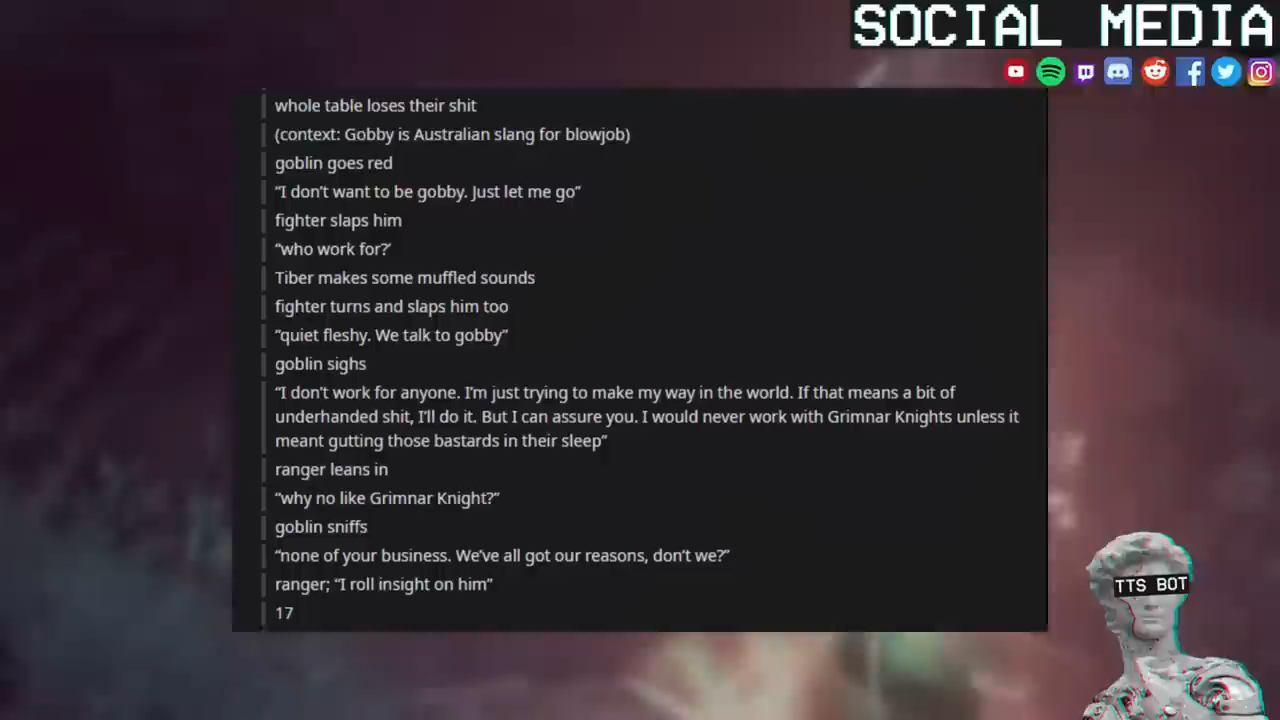 SOCIAL MEDIA
whole table loses their shit
(context: Gobby is Australian slang for blowjob)
goblin goes red
“I don’t want to be gobby. Just let me go”
fighter slaps him
“who work for?’
Tiber makes some muffled sounds
fighter turns and slaps him too
“quiet fleshy. We talk to gobby”
goblin sighs
“I don’t work for anyone. I’m just trying to make my way in the world. If that means a bit of
underhanded shit, I’ll do it. But I can assure you. I would never work with Grimnar Knights unless it
meant gutting those bastards in their sleep”
ranger leans in
“why no like Grimnar Knight?”
goblin sniffs
“none of your business. We’ve all got our reasons, don’t we?”
ranger; “I roll insight on him”
17
TTS BOT